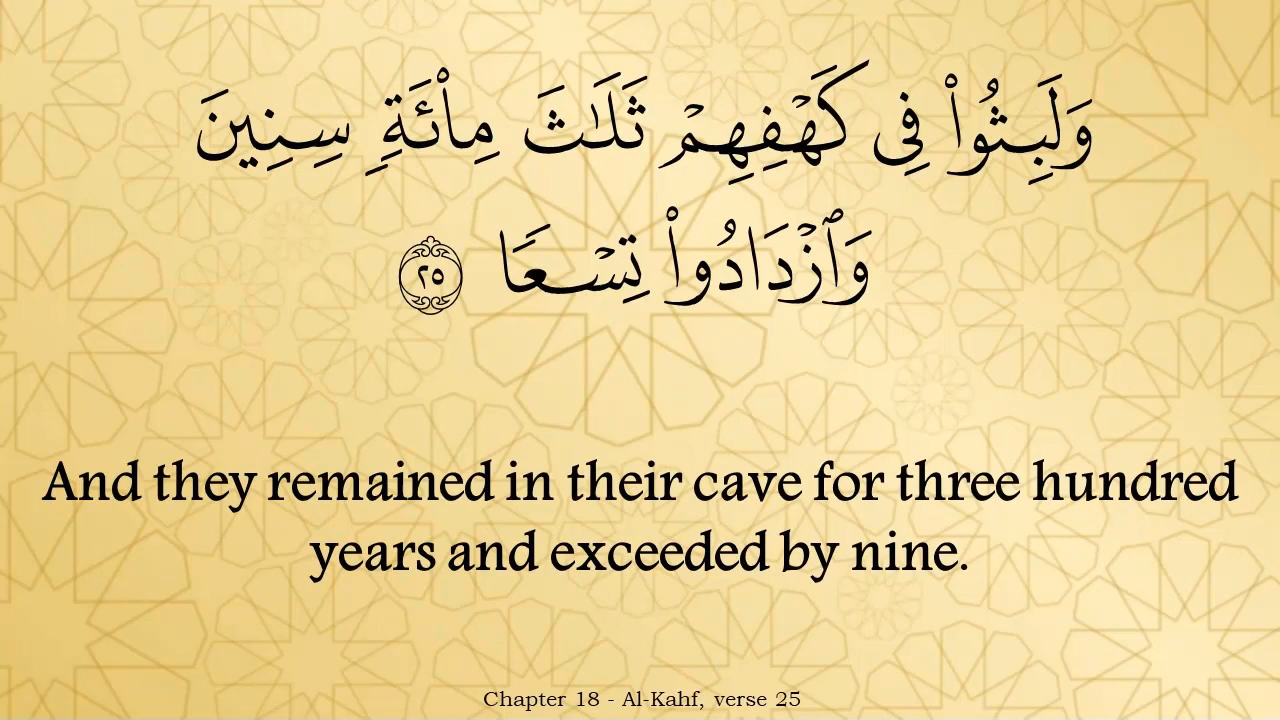 وَلَبِثُوا۟ فِى كَهْفِهِمْ ثَلَـٰثَ مِا۟ئَةٍ سِنِينَ
وَٱزْدَادُوا۟ تِسْعًا ٢٥
And they remained in their cave for three hundred
years and exceeded by nine.
Chapter 18 - Al-Kahf, verse 25